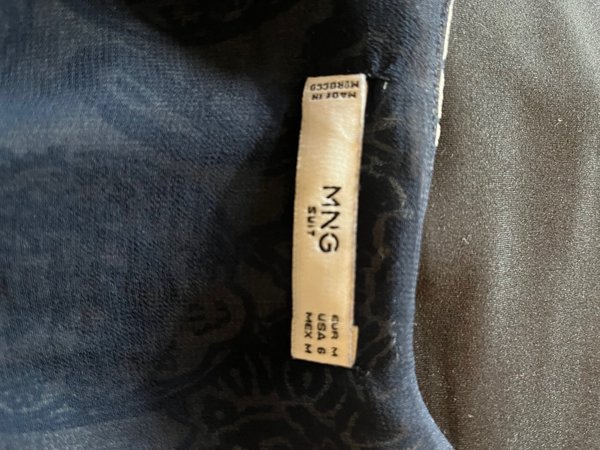 MADE IN
MOROCCO
MNG
SUIT
EUR M
USA 6
MEX M